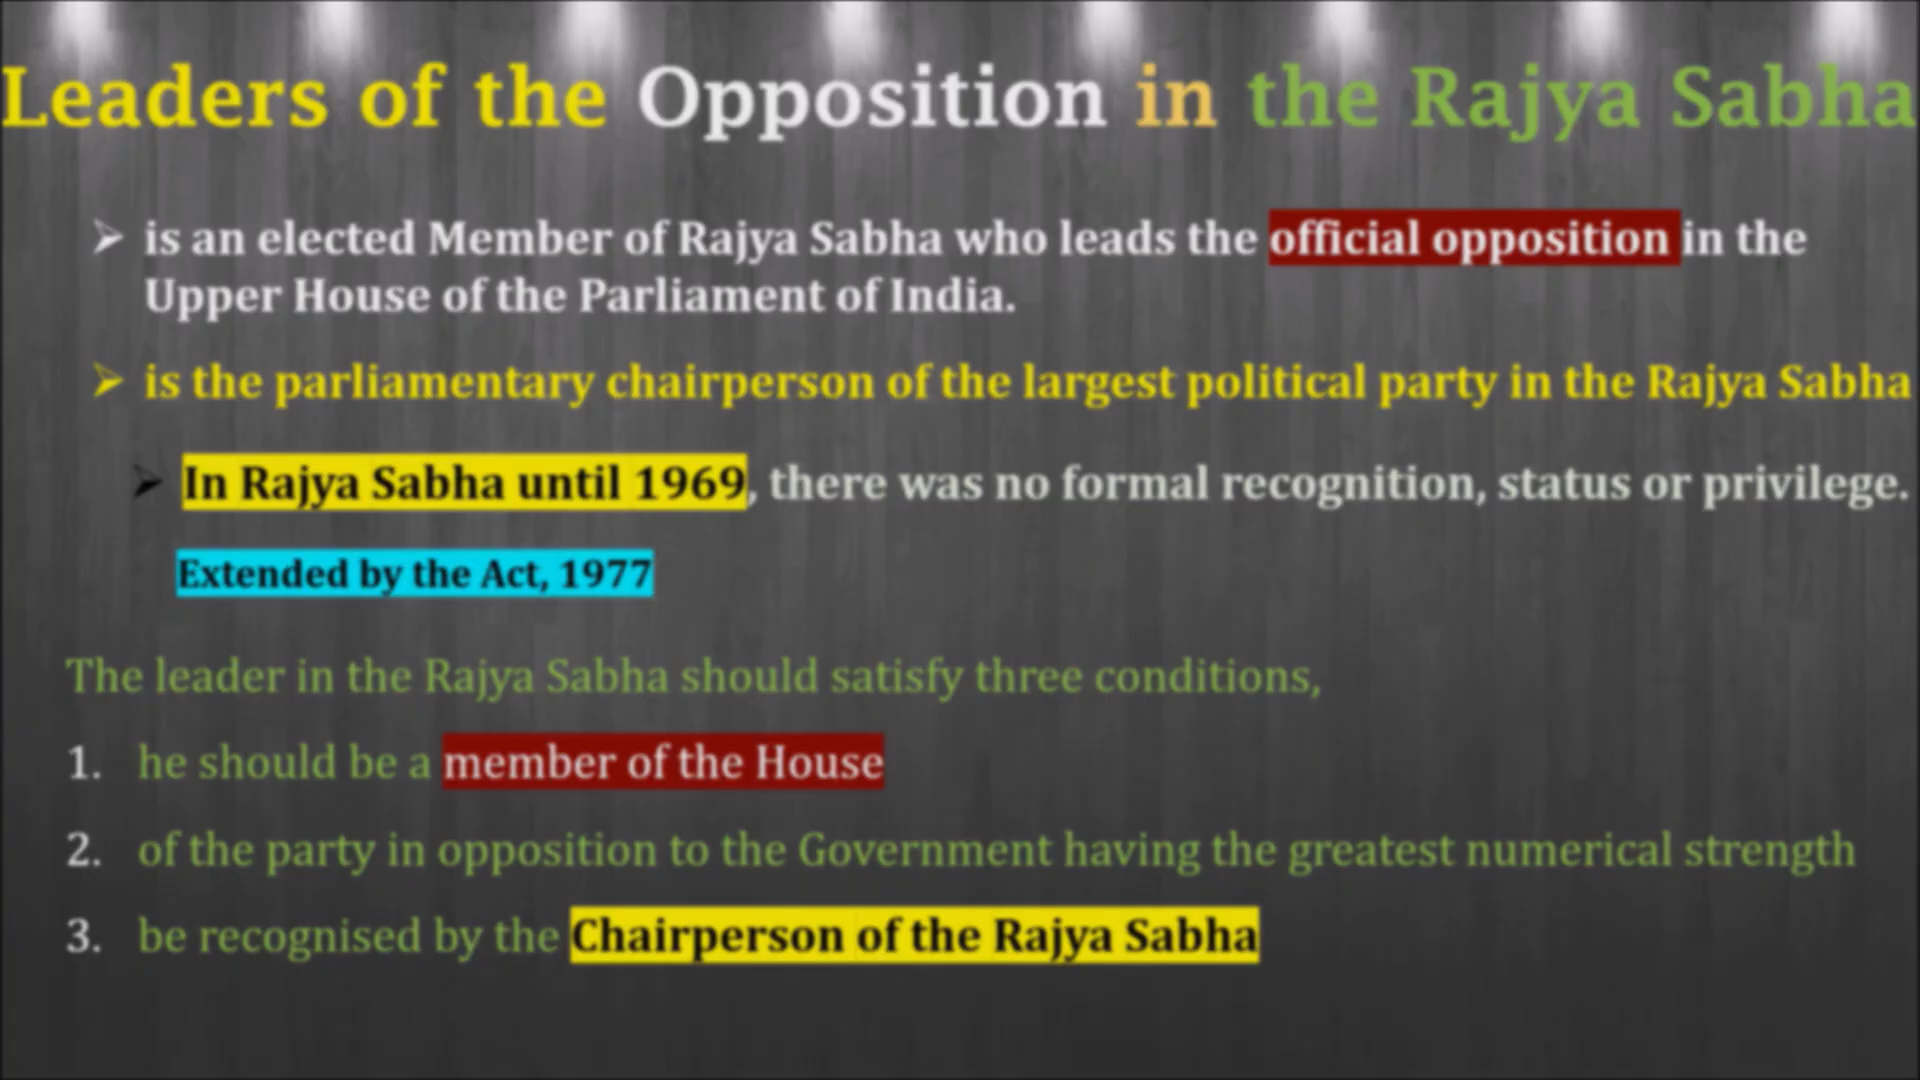 Leaders of the Opposition in the Rajya Sabha
➢ is an elected Member of Rajya Sabha who leads the official opposition in the
Upper House of the Parliament of India.
➢ is the parliamentary chairperson of the largest political party in the Rajya Sabha
➢ In Rajya Sabha until 1969, there was no formal recognition, status or privilege.
Extended by the Act, 1977
The leader in the Rajya Sabha should satisfy three conditions,
1. he should be a member of the House
2. of the party in opposition to the Government having the greatest numerical strength
3. be recognised by the Chairperson of the Rajya Sabha